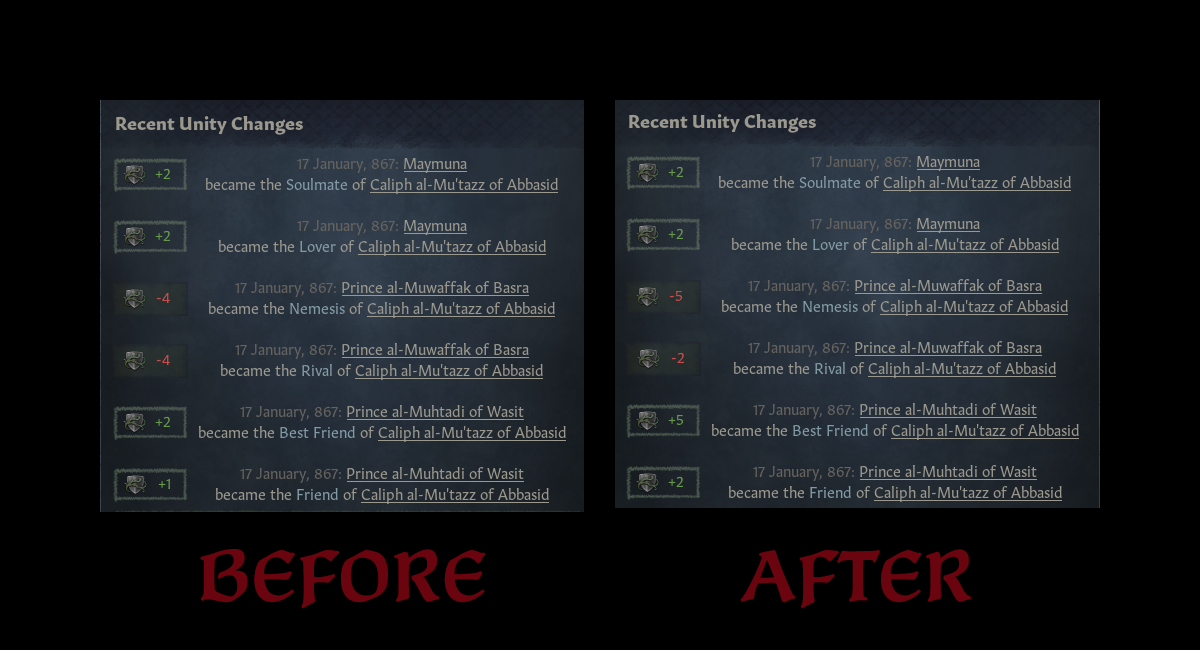 Recent Unity Changes
+2
17 January, 867: Maymuna
became the Soulmate of Caliph al-Mu'tazz of Abbasid
+2
17 January, 867: Maymuna
became the Lover of Caliph al-Mu'tazz of Abbasid
-4
17 January, 867: Prince al-Muwaffak of Basra
became the Nemesis of Caliph al-Mu'tazz of Abbasid
-4
17 January, 867: Prince al-Muwaffak of Basra
became the Rival of Caliph al-Mu'tazz of Abbasid
+2
17 January, 867: Prince al-Muhtadi of Wasit
became the Best Friend of Caliph al-Mu'tazz of Abbasid
+1
17 January, 867: Prince al-Muhtadi of Wasit
became the Friend of Caliph al-Mu'tazz of Abbasid
BEFORE
Recent Unity Changes
+2
17 January, 867: Maymuna
became the Soulmate of Caliph al-Mu'tazz of Abbasid
+2
17 January, 867: Maymuna
became the Lover of Caliph al-Mu'tazz of Abbasid
-5
17 January, 867: Prince al-Muwaffak of Basra
became the Nemesis of Caliph al-Mu'tazz of Abbasid
-2
17 January, 867: Prince al-Muwaffak of Basra
became the Rival of Caliph al-Mu'tazz of Abbasid
+5
17 January, 867: Prince al-Muhtadi of Wasit
became the Best Friend of Caliph al-Mu'tazz of Abbasid
+2
17 January, 867: Prince al-Muhtadi of Wasit
became the Friend of Caliph al-Mu'tazz of Abbasid
AFTER